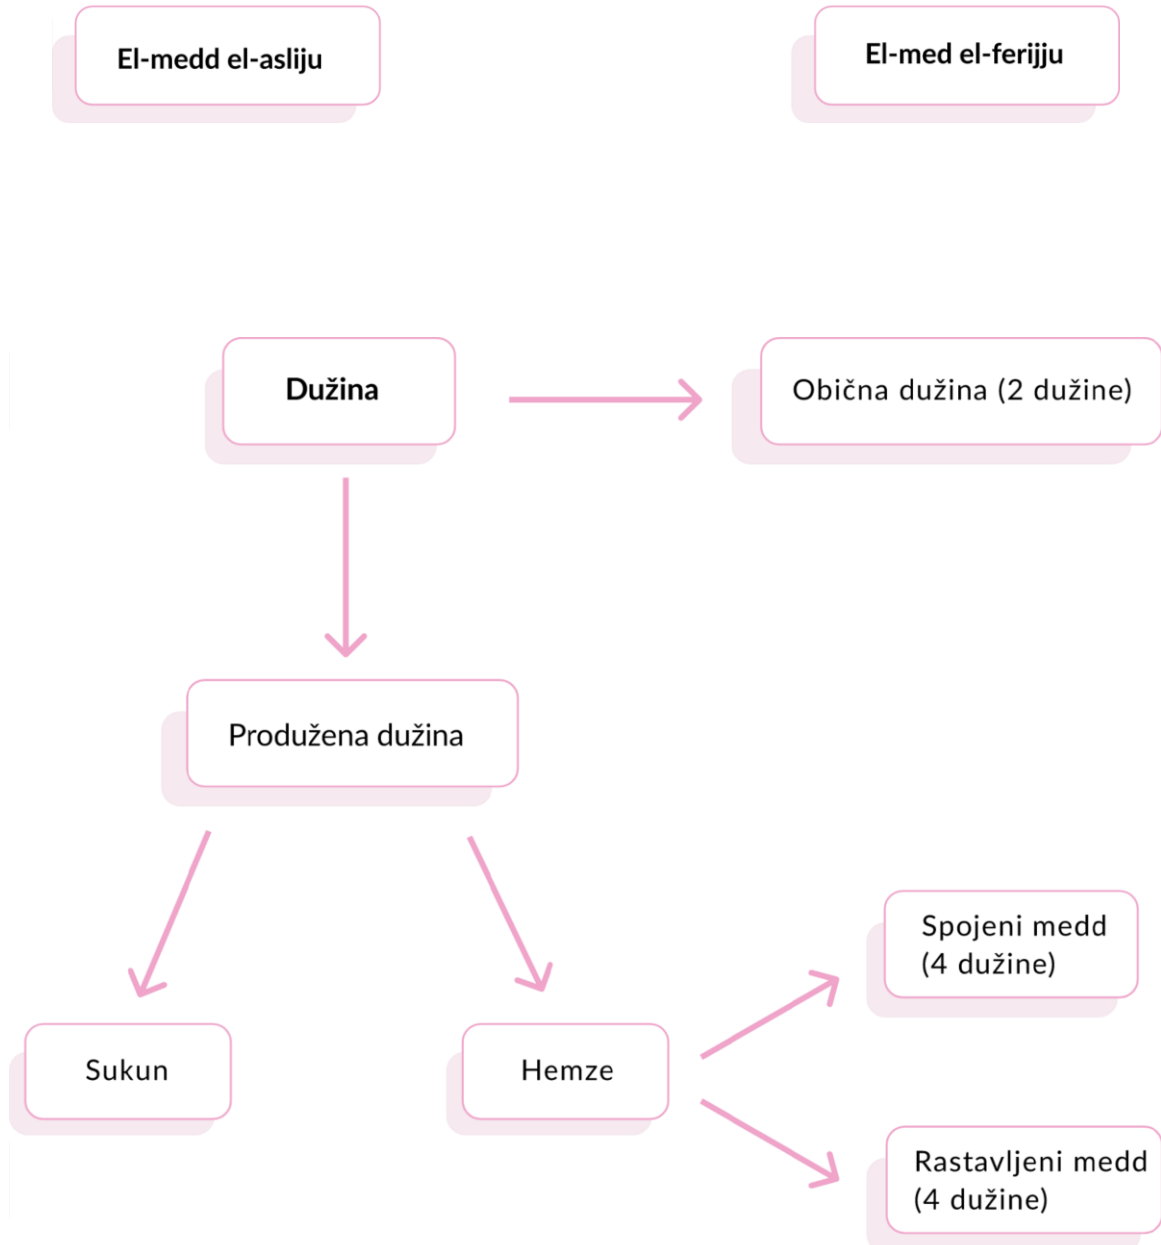 El-medd el-asliju
El-med el-ferijju
Dužina
Obična dužina (2 dužine)
Produžena dužina
Spojeni medd
(4 dužine)
Sukun
Hemze
Rastavljeni medd
(4 dužine)